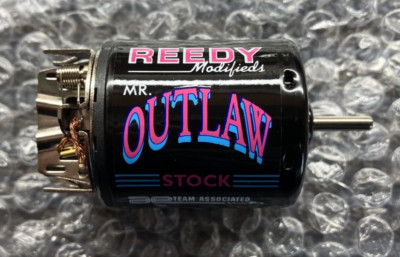 REEDY
Modifieds
MR.
OUTLAW
STOCK
TEAM ASSOCIATED